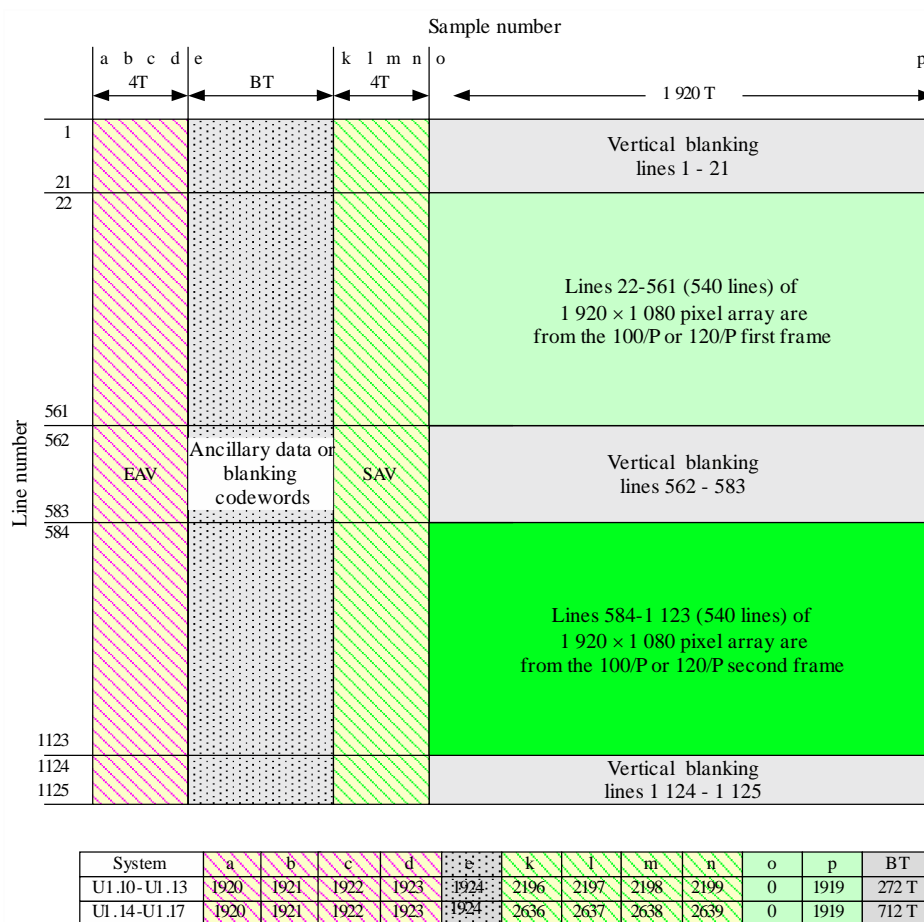 Sample number
a b c d e k l m n o p
4T BT 4T 1 920 T
1
Vertical blanking
lines 1 - 21
21
22
Lines 22-561 (540 lines) of
1 920 × 1 080 pixel array are
from the 100/P or 120/P first frame
561
562
Line number
EAV
Ancillary data or
blanking
codewords
SAV
Vertical blanking
lines 562 - 583
583
584
Lines 584-1 123 (540 lines) of
1 920 × 1 080 pixel array are
from the 100/P or 120/P second frame
1123
1124
1125
Vertical blanking
lines 1 124 - 1 125
System a b c d e k l m n o p BT
U1.10-U1.13 1920 1921 1922 1923 1924 2196 2197 2198 2199 0 1919 272 T
U1.14-U1.17 1920 1921 1922 1923 1924 2636 2637 2638 2639 0 1919 712 T